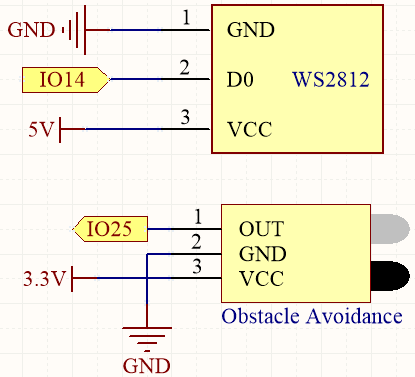 GND 1 GND
IO14 2 D0 WS2812
5V 3 VCC
IO25 1 OUT
2 GND
3.3V 3 VCC
Obstacle Avoidance
GND